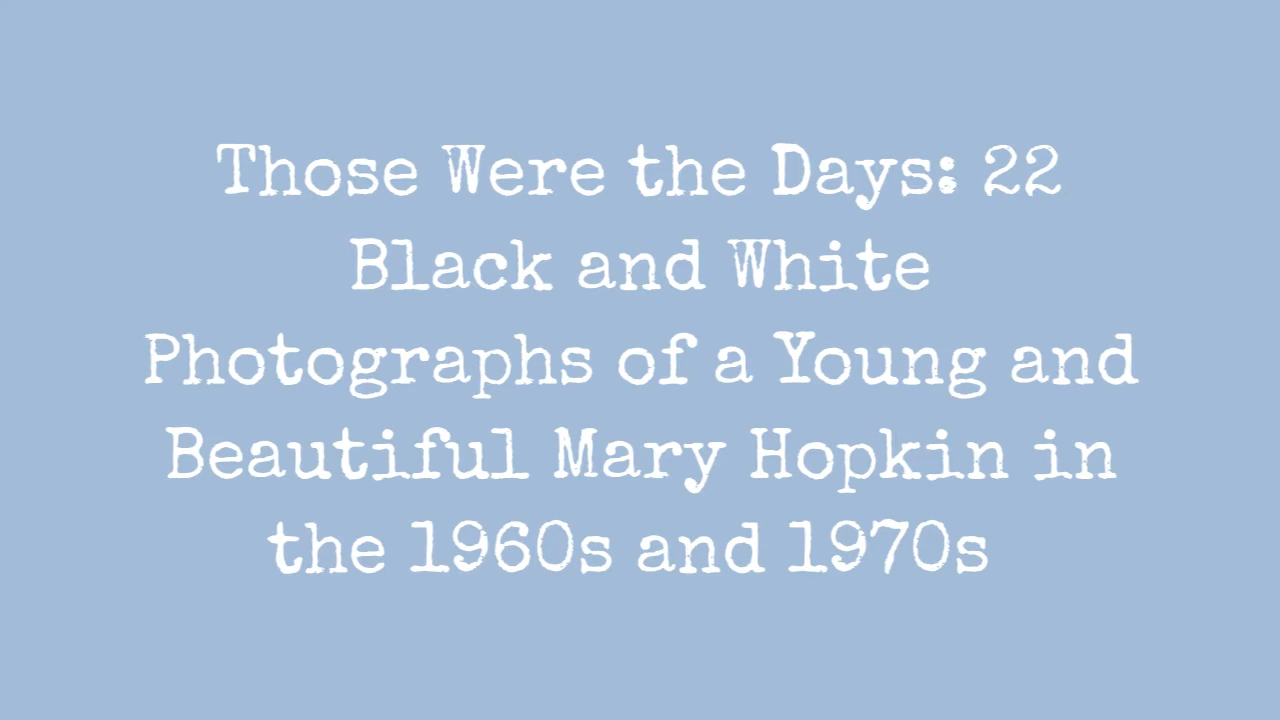 Those Were the Days: 22
Black and White
Photographs of a Young and
Beautiful Mary Hopkin in
the 1960s and 1970s